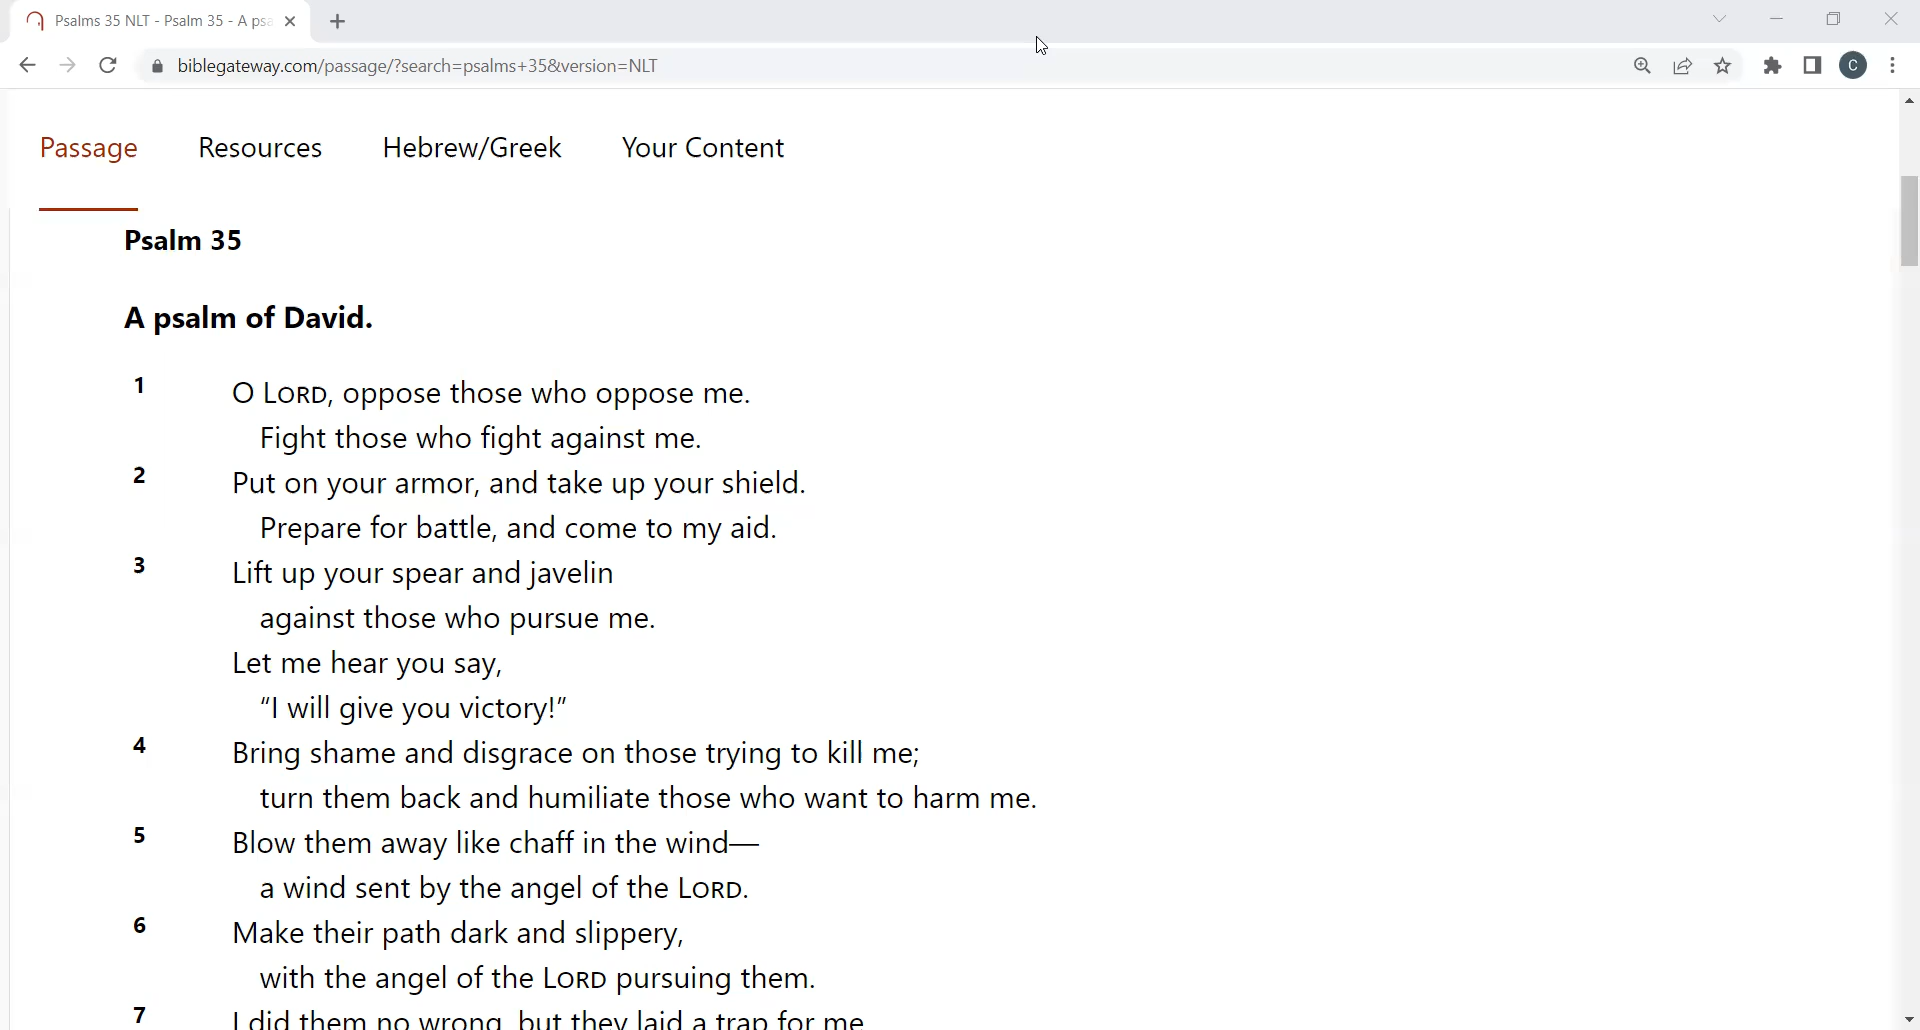 Psalms 35 NLT - Psalm 35 - A psa
biblegateway.com/passage/?search=psalms+35&version=NLT
C
Passage Resources Hebrew/Greek Your Content
Psalm 35
A psalm of David.
1 O LORD, oppose those who oppose me.
Fight those who fight against me.
2 Put on your armor, and take up your shield.
Prepare for battle, and come to my aid.
3 Lift up your spear and javelin
against those who pursue me.
Let me hear you say,
“I will give you victory!”
4 Bring shame and disgrace on those trying to kill me;
turn them back and humiliate those who want to harm me.
5 Blow them away like chaff in the wind—
a wind sent by the angel of the LORD.
6 Make their path dark and slippery,
with the angel of the LORD pursuing them.
7 I did them no wrong, but they laid a trap for me